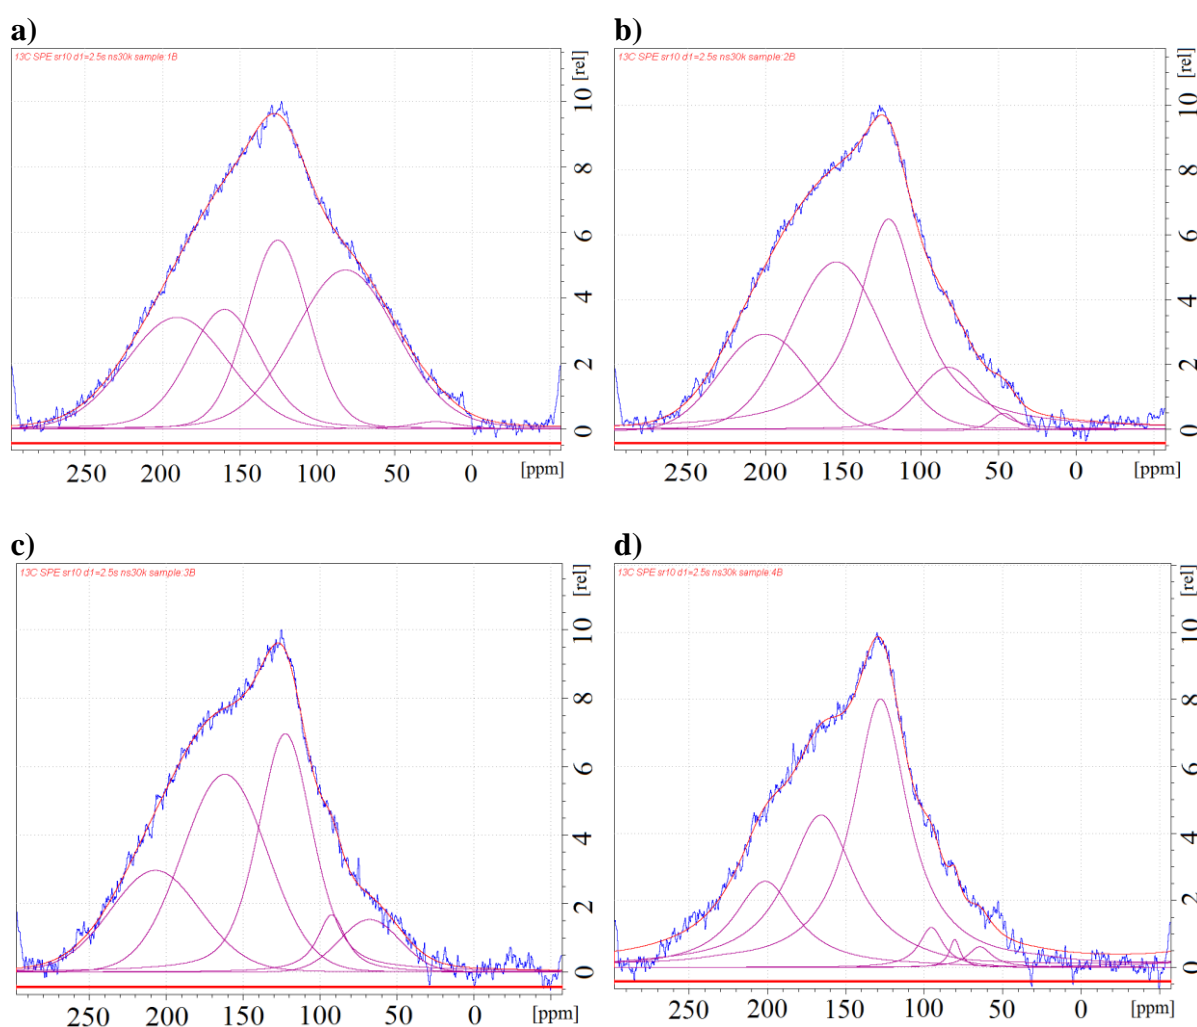 a)
13C SPE sr10 d1=2.5s ns30k sample:1B
[rel]
10
8
6
4
2
0
250 200 150 100 50 0 [ppm]
b)
13C SPE sr10 d1=2.5s ns30k sample:2B
[rel]
10
8
6
4
2
0
250 200 150 100 50 0 [ppm]
c)
13C SPE sr10 d1=2.5s ns30k sample:3B
[rel]
10
8
6
4
2
0
250 200 150 100 50 0 [ppm]
d)
13C SPE sr10 d1=2.5s ns30k sample:4B
[rel]
10
8
6
4
2
0
250 200 150 100 50 0 [ppm]